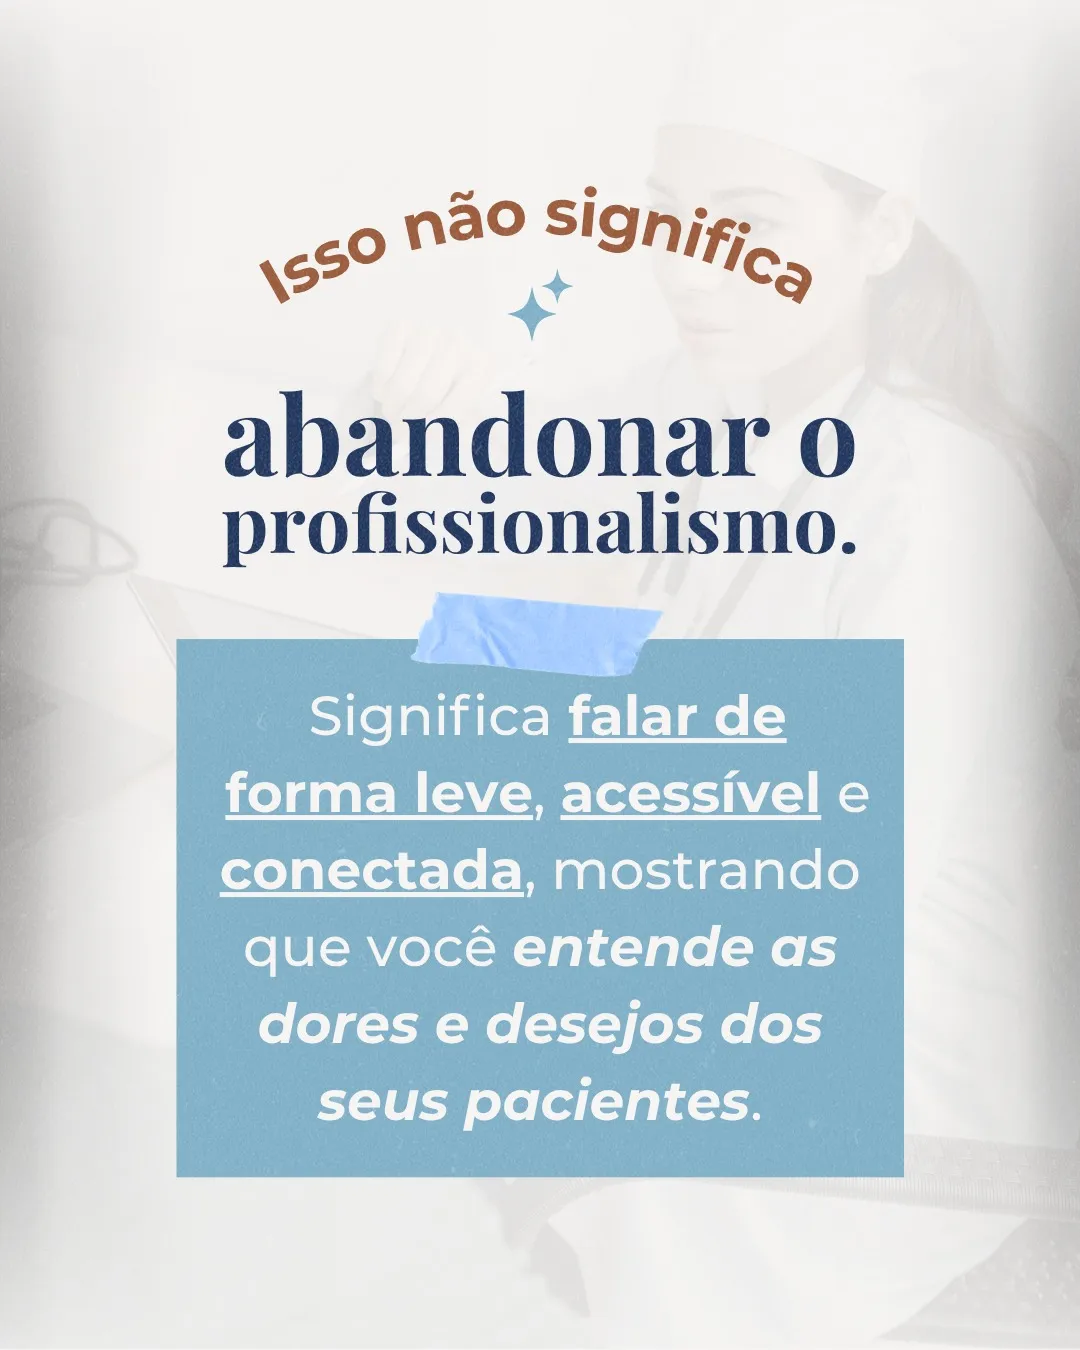 Isso não significa
abandonar o
profissionalismo.
Significa falar de
forma leve, acessível e
conectada, mostrando
que você entende as
dores e desejos dos
seus pacientes.